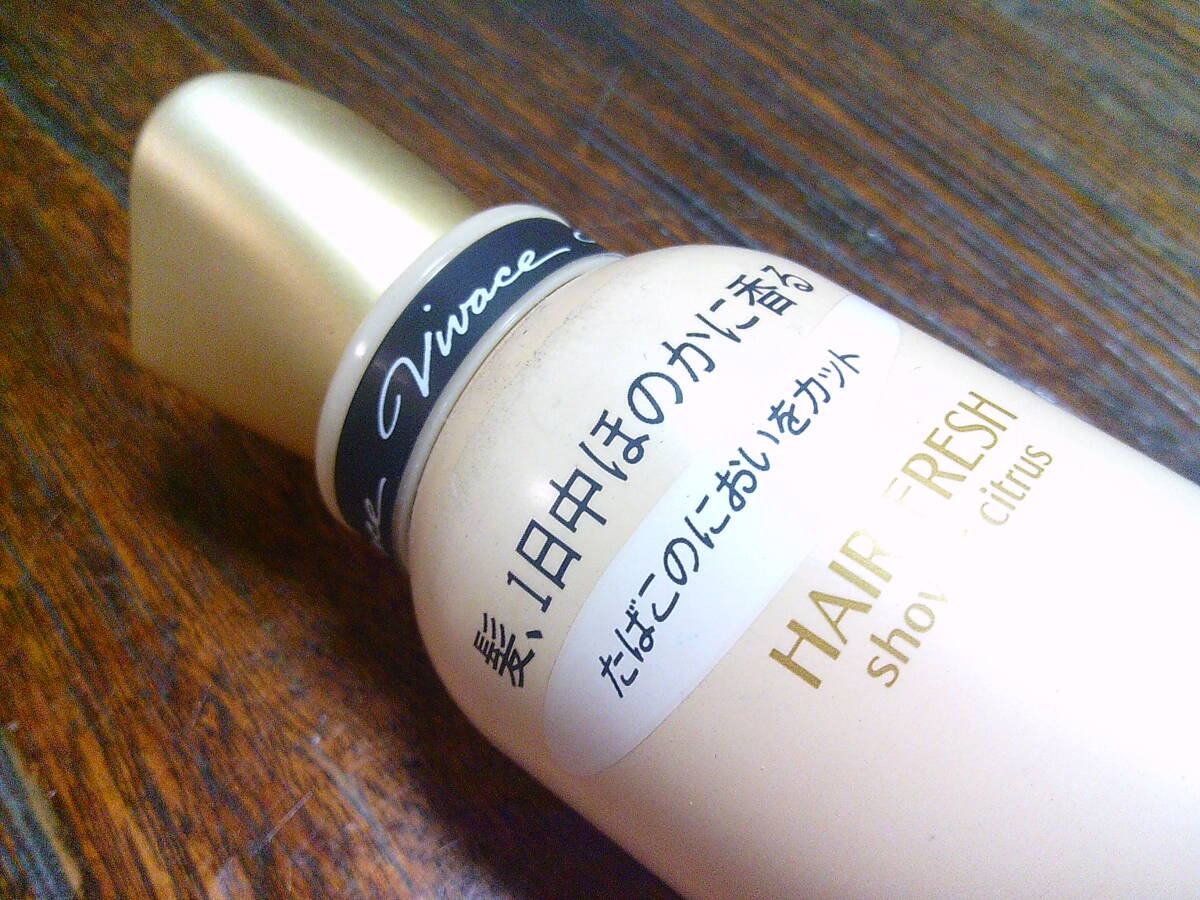 Vivace
髪、1日中ほのかに香る
たばこのにおいをカット
HAIR FRESH
citrus